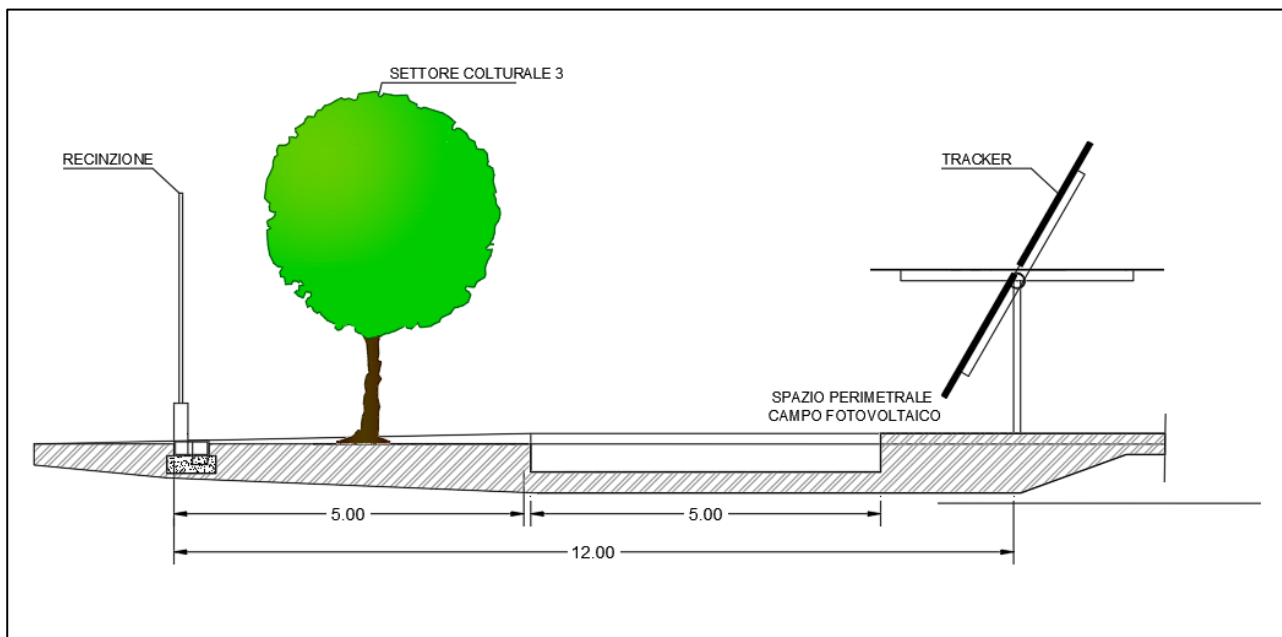 SETTORE COLTURALE 3
RECINZIONE
TRACKER
SPAZIO PERIMETRALE
CAMPO FOTOVOLTAICO
5.00
5.00
12.00